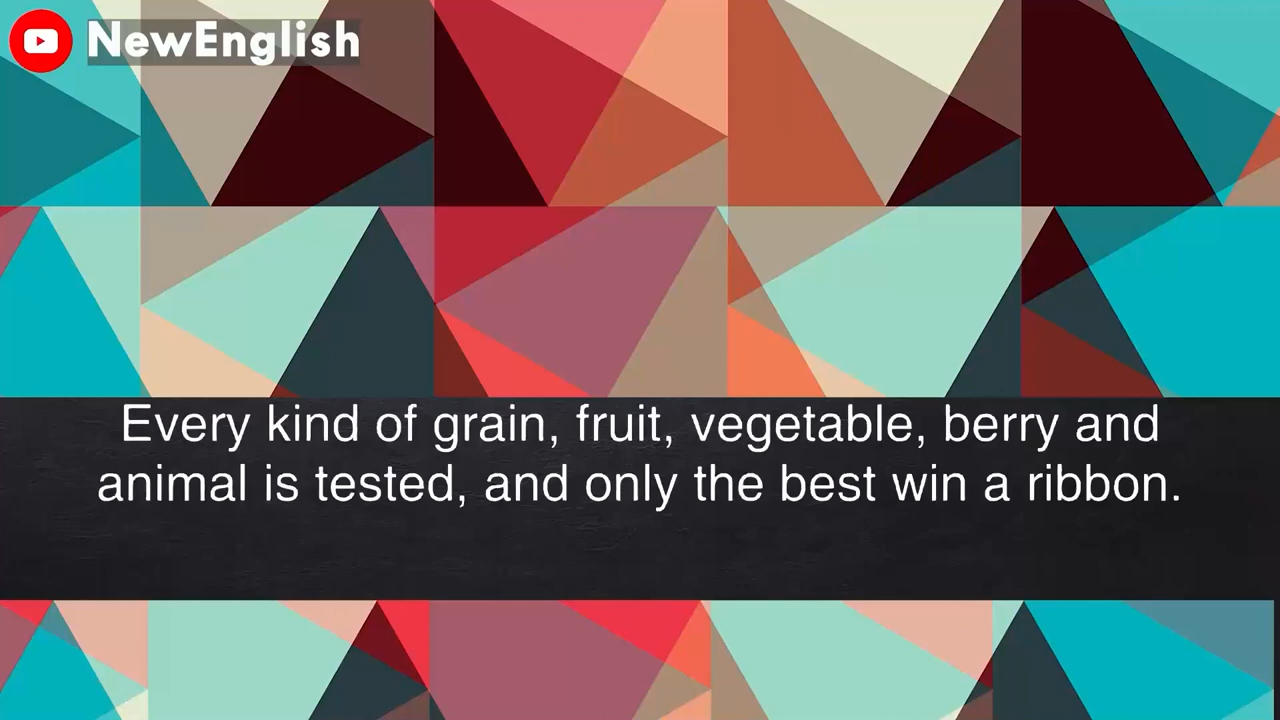 NewEnglish
Every kind of grain, fruit, vegetable, berry and
animal is tested, and only the best win a ribbon.